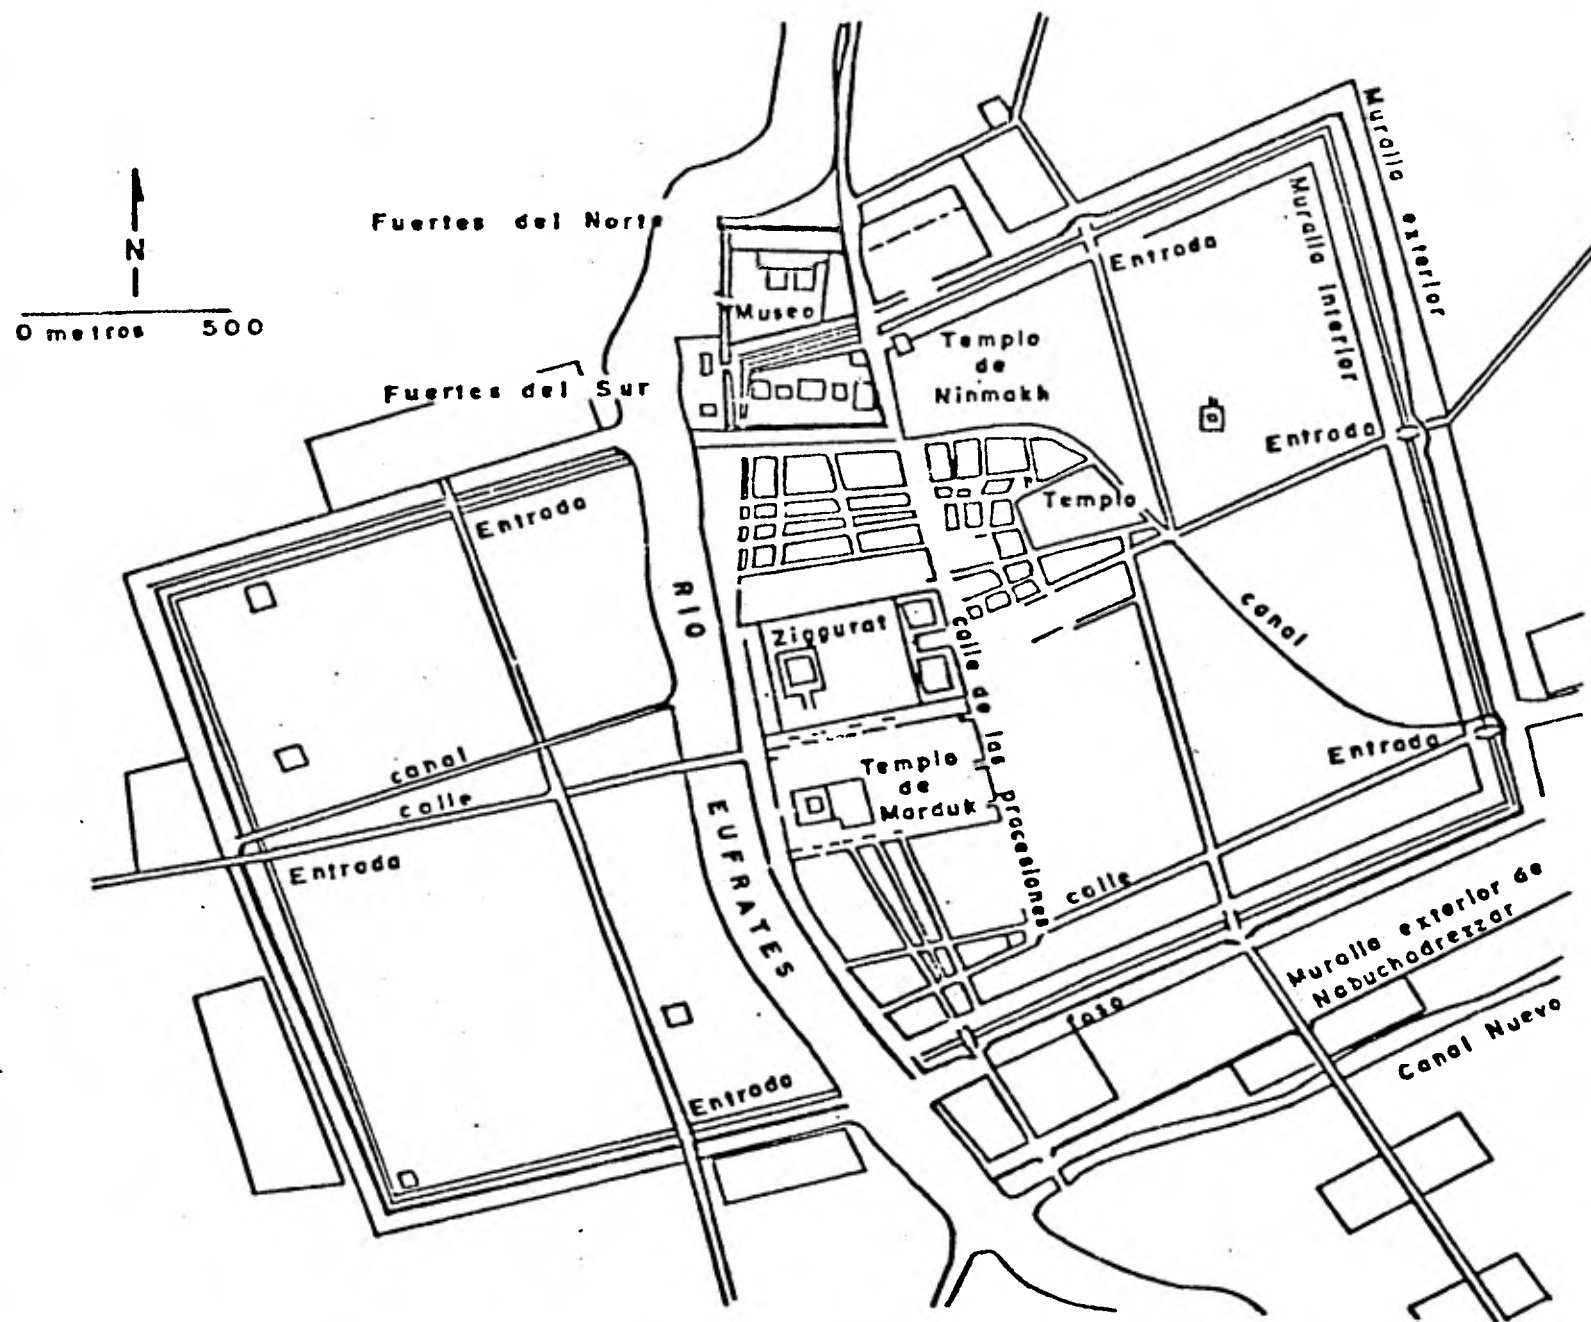 Muralla exterior
Fuertes del Norte
N
0 metros 500
Entrada
Muralla Interior
Museo
Templo
de
Ninmakh
Fuertes del Sur
Entrada
Entrada
Templo
RIO
canal
Ziggurat
calle de las procesiones
Entrada
canal
calle
Templo
de
Marduk
EUFRATES
Entrada
calle
Muralla exterior de
Nabuchadrezzar
foso
Canal Nuevo
Entrada